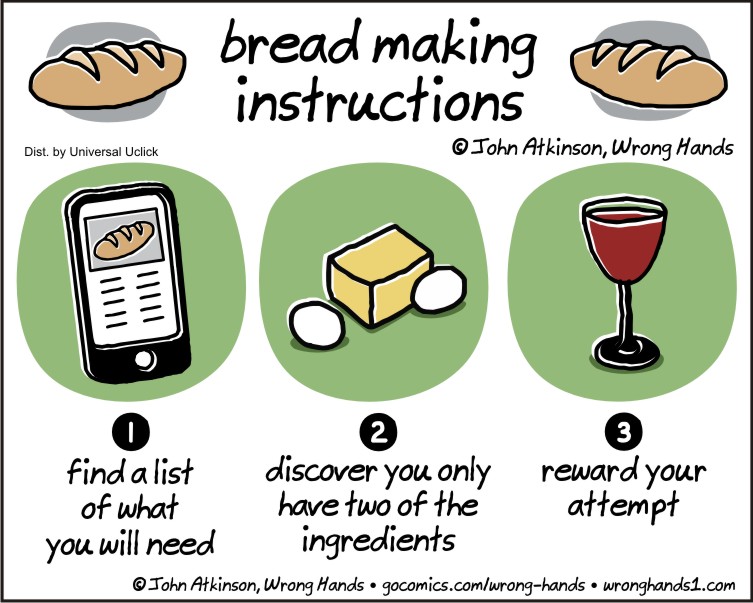 bread making
instructions
Dist. by Universal Uclick
© John Atkinson, Wrong Hands
1
find a list
of what
you will need
2
discover you only
have two of the
ingredients
3
reward your
attempt
© John Atkinson, Wrong Hands • gocomics.com/wrong-hands • wronghands1.com